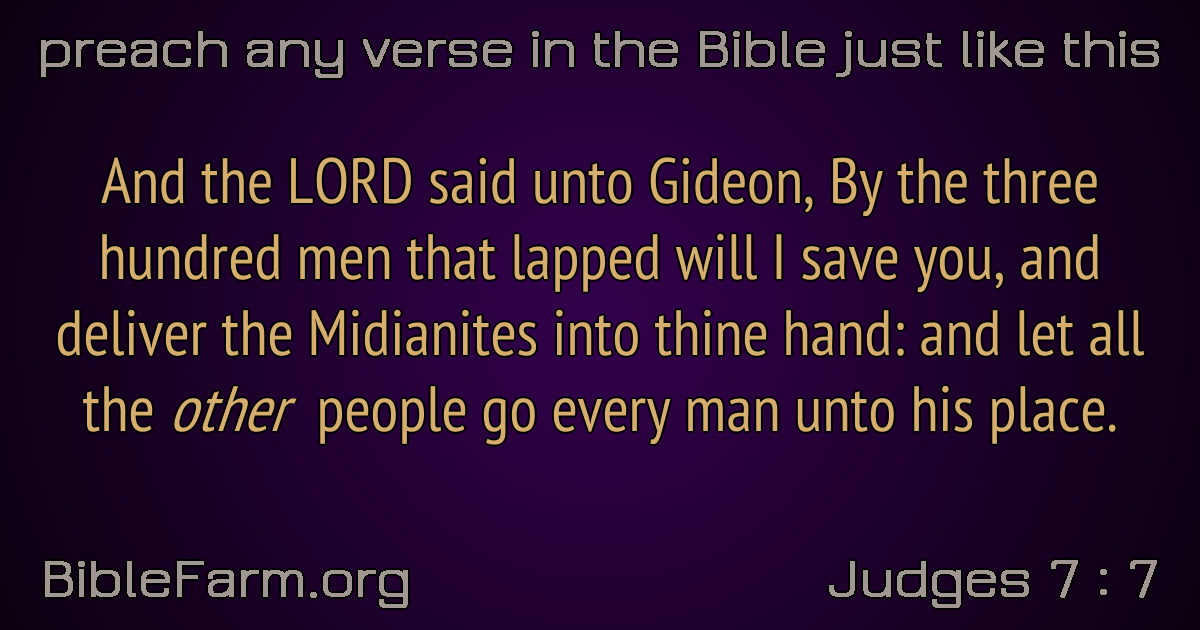 preach any verse in the Bible just like this
And the LORD said unto Gideon, By the three
hundred men that lapped will I save you, and
deliver the Midianites into thine hand: and let all
the other people go every man unto his place.
BibleFarm.org
Judges 7 : 7